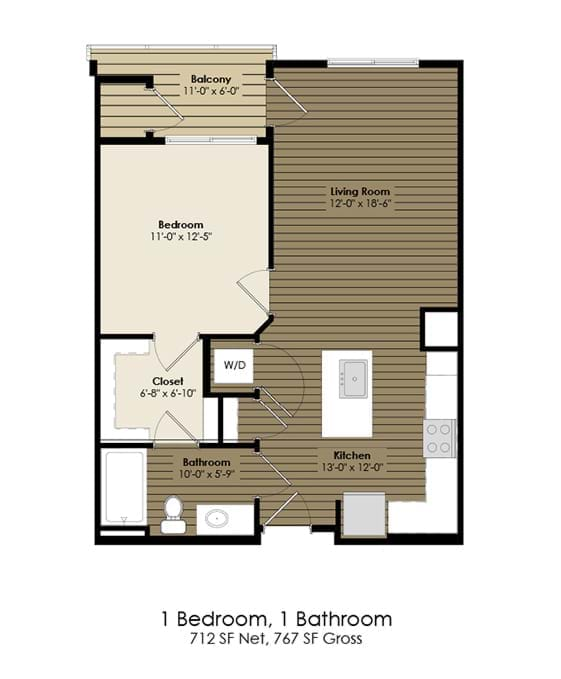 Balcony
11'-0" x 6'-0"
Living Room
12'-0" x 18'-6"
Bedroom
11'-0" x 12'-5"
W/D
Closet
6'-8" x 6'-10"
Kitchen
13'-0" x 12'-0"
Bathroom
10'-0" x 5'-9"
1 Bedroom, 1 Bathroom
712 SF Net, 767 SF Gross